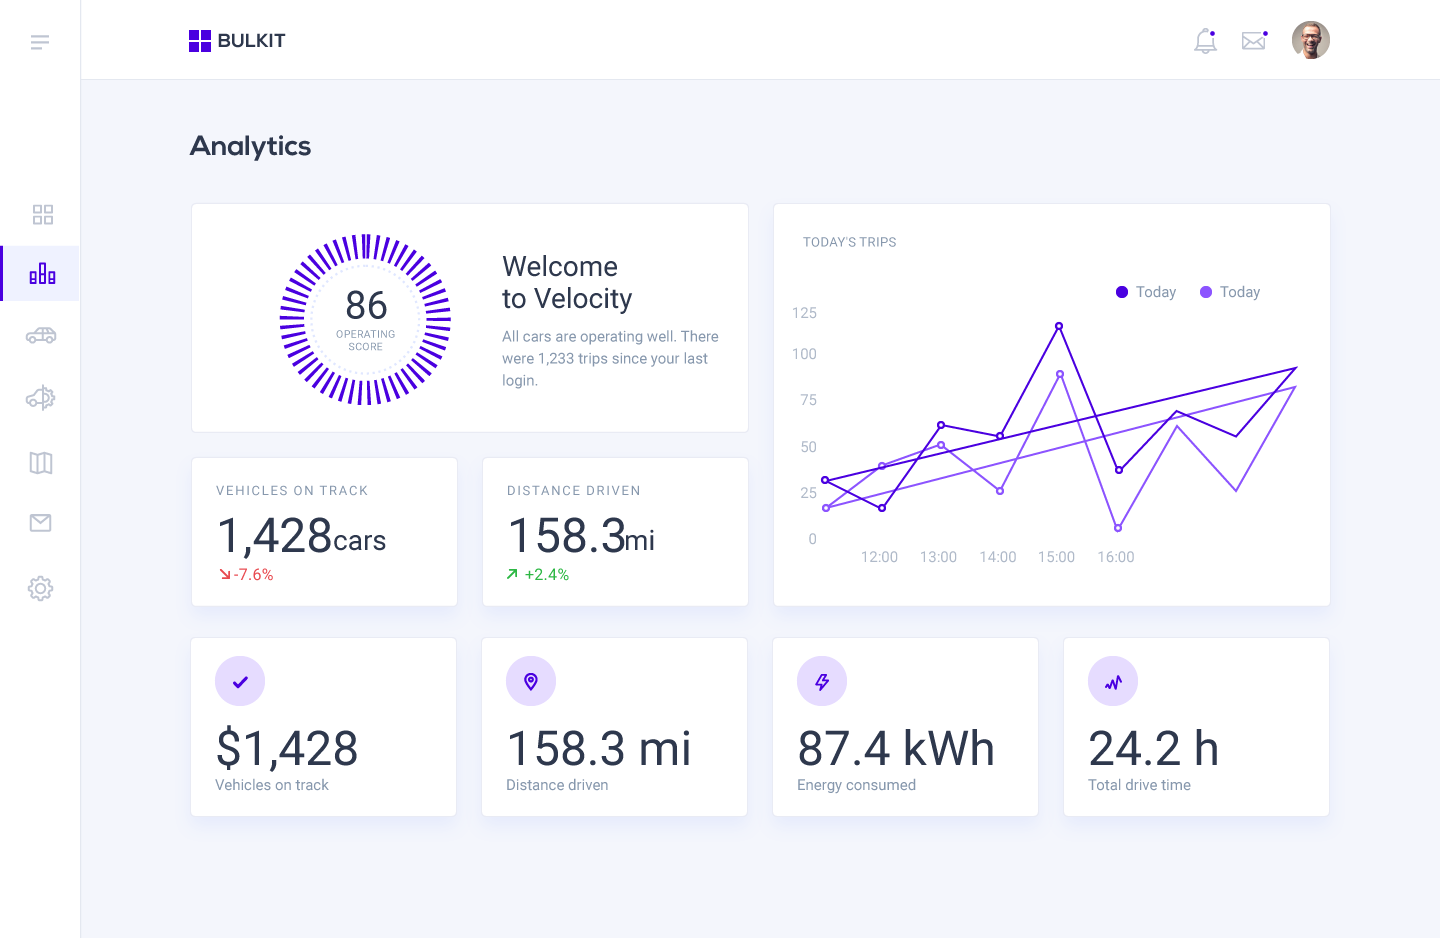 BULKIT
Analytics
86
OPERATING
SCORE
Welcome
to Velocity
All cars are operating well. There
were 1,233 trips since your last
login.
TODAY'S TRIPS
Today
Today
125
100
75
50
25
0
12:00
13:00
14:00
15:00
16:00
VEHICLES ON TRACK
1,428cars
-7.6%
DISTANCE DRIVEN
158.3mi
+2.4%
$1,428
Vehicles on track
158.3 mi
Distance driven
87.4 kWh
Energy consumed
24.2 h
Total drive time